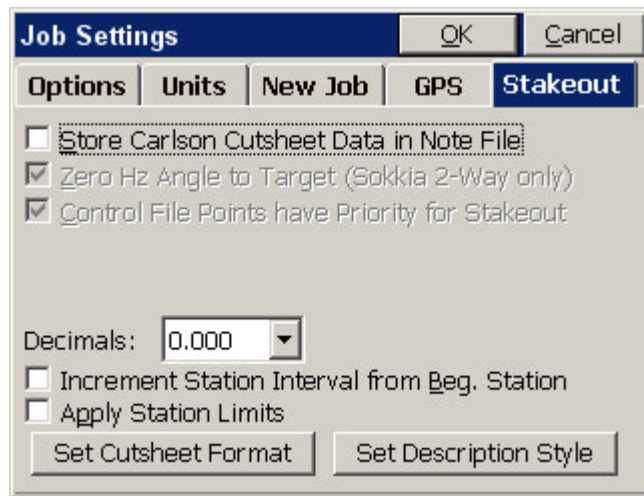 Job Settings OK Cancel
Options Units New Job GPS Stakeout
Store Carlson Cutsheet Data in Note File
Zero Hz Angle to Target (Sokkia 2-Way only)
Control File Points have Priority for Stakeout
Decimals: 0.000
Increment Station Interval from Beg. Station
Apply Station Limits
Set Cutsheet Format Set Description Style